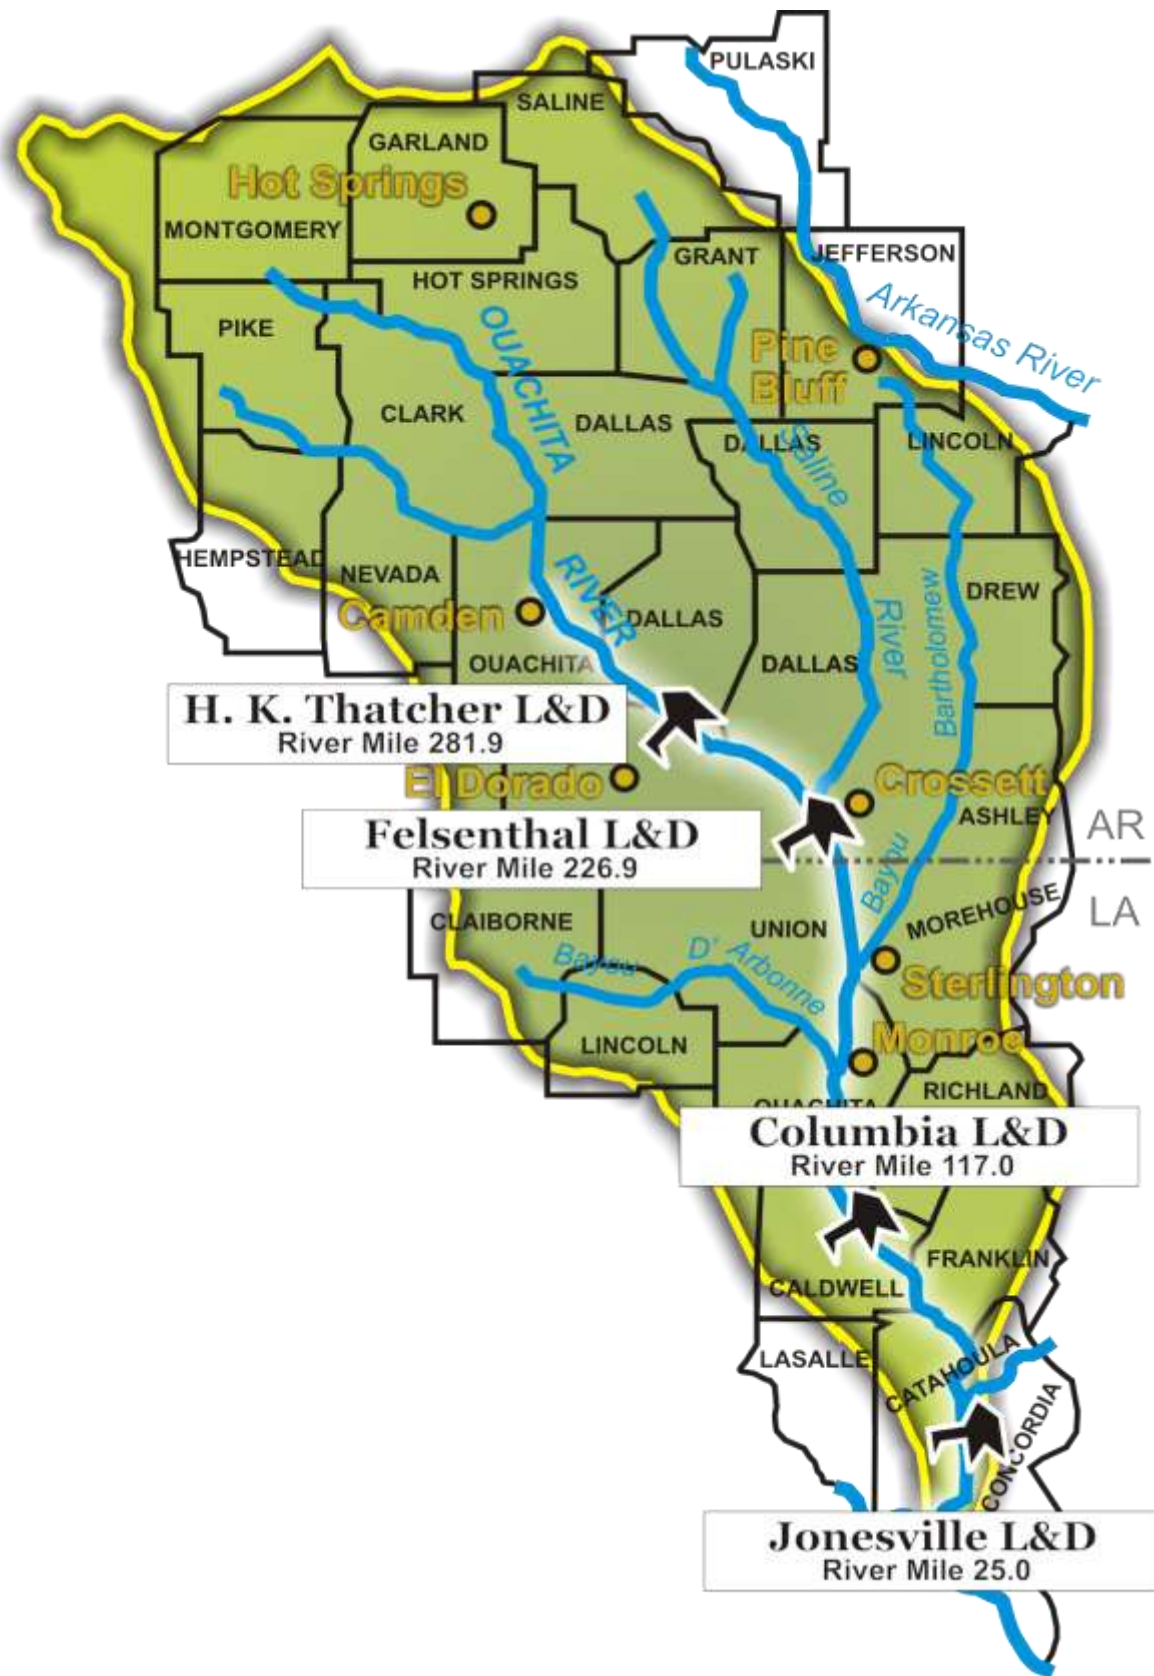 PULASKI
SALINE
GARLAND
Hot Springs
MONTGOMERY
GRANT
JEFFERSON
HOT SPRINGS
PIKE
OUACHITA
Arkansas River
Pine
Bluff
CLARK
DALLAS
DALLAS
Saline
LINCOLN
HEMPSTEAD
NEVADA
RIVER
DREW
Camden
DALLAS
River
Bartholomew
OUACHITA
DALLAS
H. K. Thatcher L&D
River Mile 281.9
El Dorado
Crossett
ASHLEY
AR
Felsenthal L&D
River Mile 226.9
Bayou
LA
CLAIBORNE
UNION
MOREHOUSE
Bayou D' Arbonne
Sterlington
LINCOLN
Monroe
RICHLAND
OUACHITA
Columbia L&D
River Mile 117.0
FRANKLIN
CALDWELL
LASALLE
CATAHOULA
CONCORDIA
Jonesville L&D
River Mile 25.0